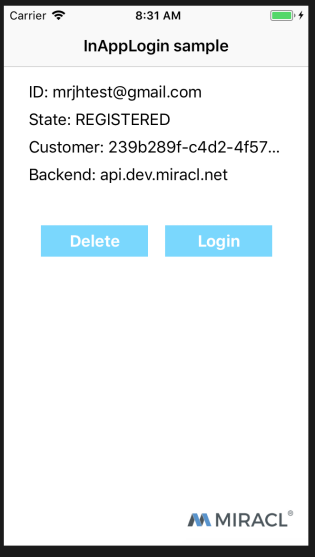 Carrier 8:31 AM
InAppLogin sample
ID: mrjhtest@gmail.com
State: REGISTERED
Customer: 239b289f-c4d2-4f57...
Backend: api.dev.miracl.net
Delete Login
MIRACL®